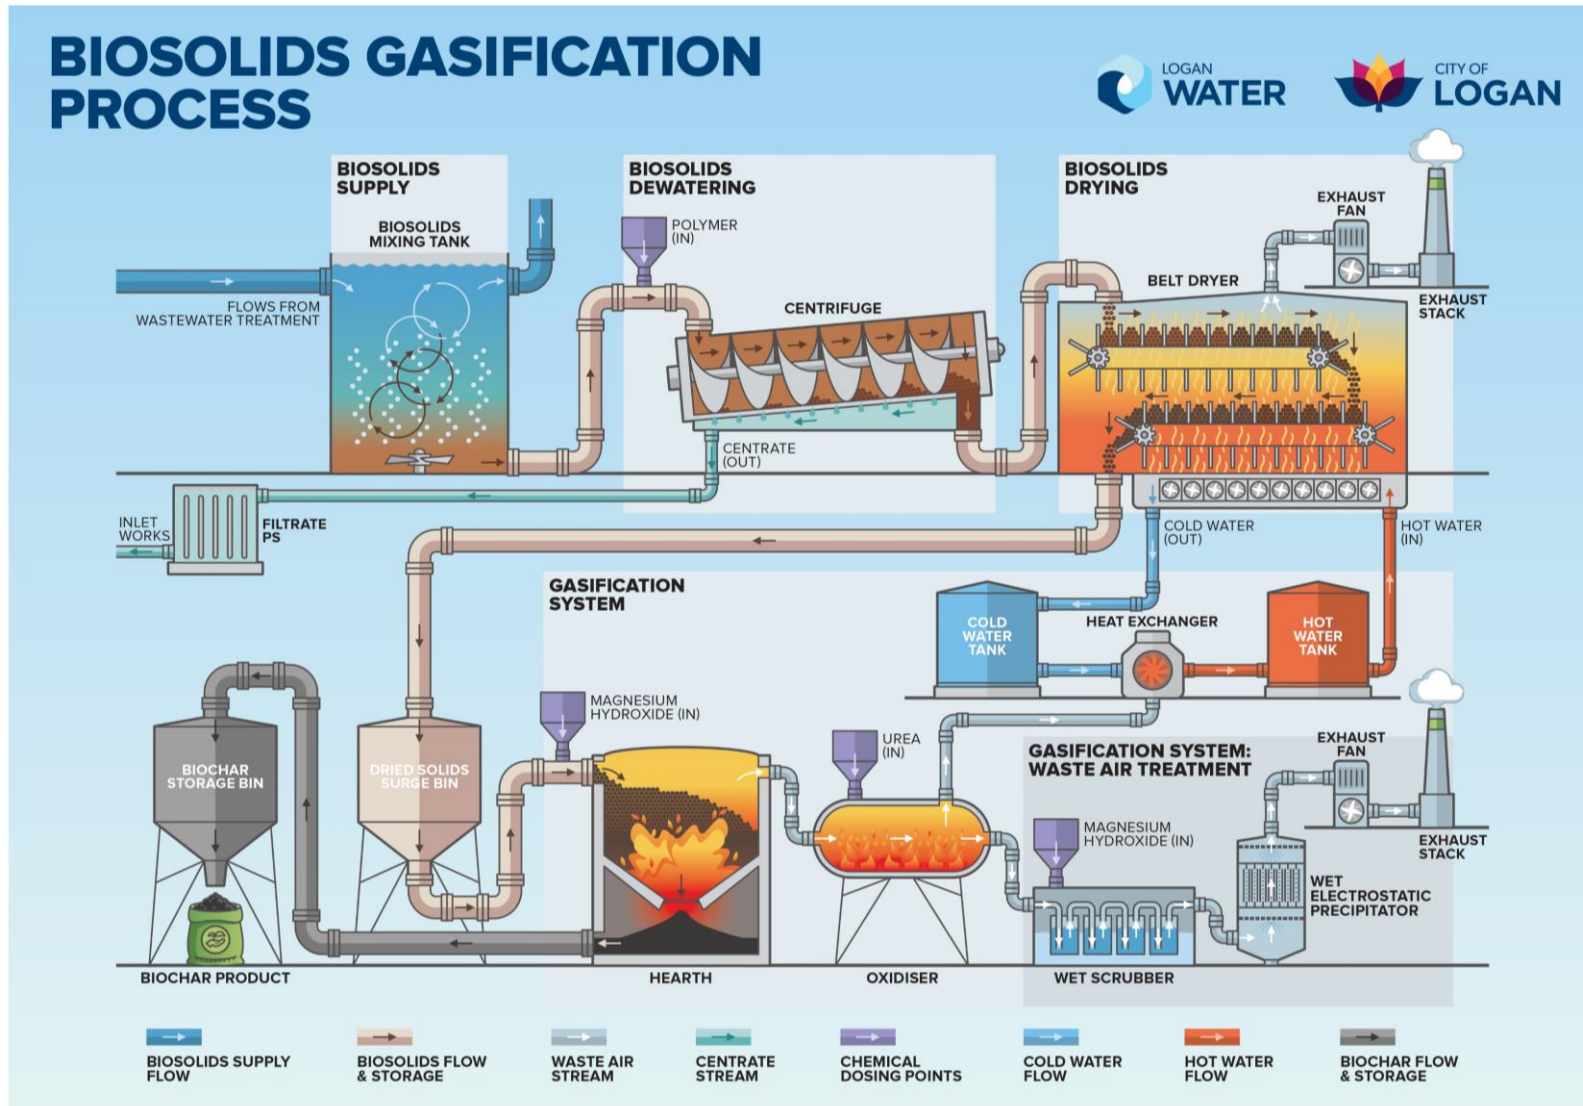 BIOSOLIDS GASIFICATION
PROCESS
LOGAN
WATER
CITY OF
LOGAN
BIOSOLIDS
SUPPLY
BIOSOLIDS
MIXING TANK
FLOWS FROM
WASTEWATER TREATMENT
BIOSOLIDS
DEWATERING
POLYMER
(IN)
CENTRIFUGE
CENTRATE
(OUT)
BIOSOLIDS
DRYING
BELT DRYER
EXHAUST
FAN
EXHAUST
STACK
INLET
WORKS
FILTRATE
PS
COLD WATER
(OUT)
HOT WATER
(IN)
GASIFICATION
SYSTEM
COLD
WATER
TANK
HEAT EXCHANGER
HOT
WATER
TANK
BIOCHAR
STORAGE BIN
DRIED SOLIDS
SURGE BIN
MAGNESIUM
HYDROXIDE (IN)
UREA
(IN)
GASIFICATION SYSTEM:
WASTE AIR TREATMENT
EXHAUST
FAN
MAGNESIUM
HYDROXIDE (IN)
EXHAUST
STACK
WET
ELECTROSTATIC
PRECIPITATOR
BIOCHAR PRODUCT
HEARTH
OXIDISER
WET SCRUBBER
BIOSOLIDS SUPPLY
FLOW
BIOSOLIDS FLOW
& STORAGE
WASTE AIR
STREAM
CENTRATE
STREAM
CHEMICAL
DOSING POINTS
COLD WATER
FLOW
HOT WATER
FLOW
BIOCHAR FLOW
& STORAGE